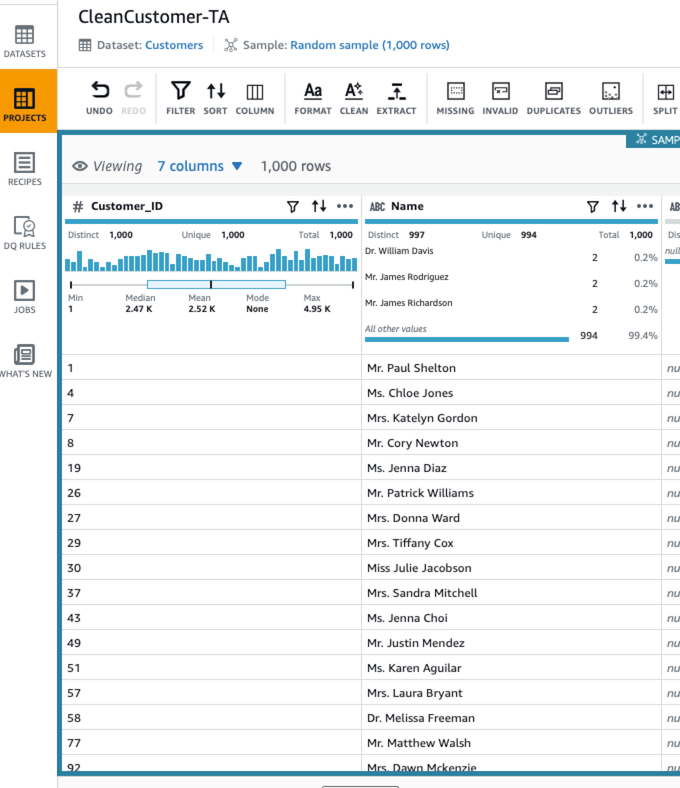 CleanCustomer-TA
Dataset: Customers Sample: Random sample (1,000 rows)
DATASETS
PROJECTS
RECIPES
DQ RULES
JOBS
WHAT'S NEW
UNDO REDO FILTER SORT COLUMN FORMAT CLEAN EXTRACT MISSING INVALID DUPLICATES OUTLIERS SPLIT
SAMP
Viewing 7 columns 1,000 rows
# Customer_ID ABC Name AB
Distinct 1,000 Unique 1,000 Total 1,000 Distinct 997 Unique 994 Total 1,000 Dis
Dr. William Davis 2 0.2% null
Mr. James Rodriguez 2 0.2%
Mr. James Richardson 2 0.2%
All other values 994 99.4%
Min Median Mean Mode Max
1 2.47 K 2.52 K None 4.95 K
1 Mr. Paul Shelton nu
4 Ms. Chloe Jones nu
7 Mrs. Katelyn Gordon nu
8 Mr. Cory Newton nu
19 Ms. Jenna Diaz nu
26 Mr. Patrick Williams nu
27 Mrs. Donna Ward nu
29 Mrs. Tiffany Cox nu
30 Miss Julie Jacobson nu
37 Mrs. Sandra Mitchell nu
43 Ms. Jenna Choi nu
49 Mr. Justin Mendez nu
51 Ms. Karen Aguilar nu
57 Mrs. Laura Bryant nu
58 Dr. Melissa Freeman nu
77 Mr. Matthew Walsh nu
92 Mrs. Dawn Mckenzie nu